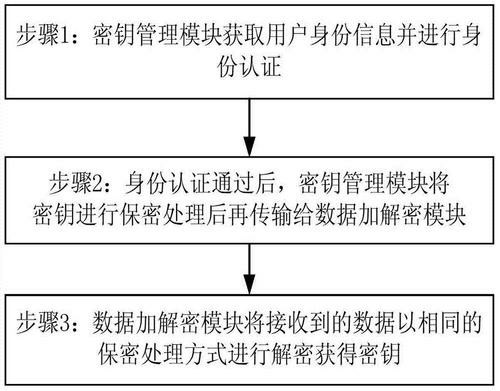 步骤1：密钥管理模块获取用户身份信息并进行身
份认证
步骤2：身份认证通过后，密钥管理模块将
密钥进行保密处理后再传输给数据加解密模块
步骤3：数据加解密模块将接收到的数据以相同的
保密处理方式进行解密获得密钥